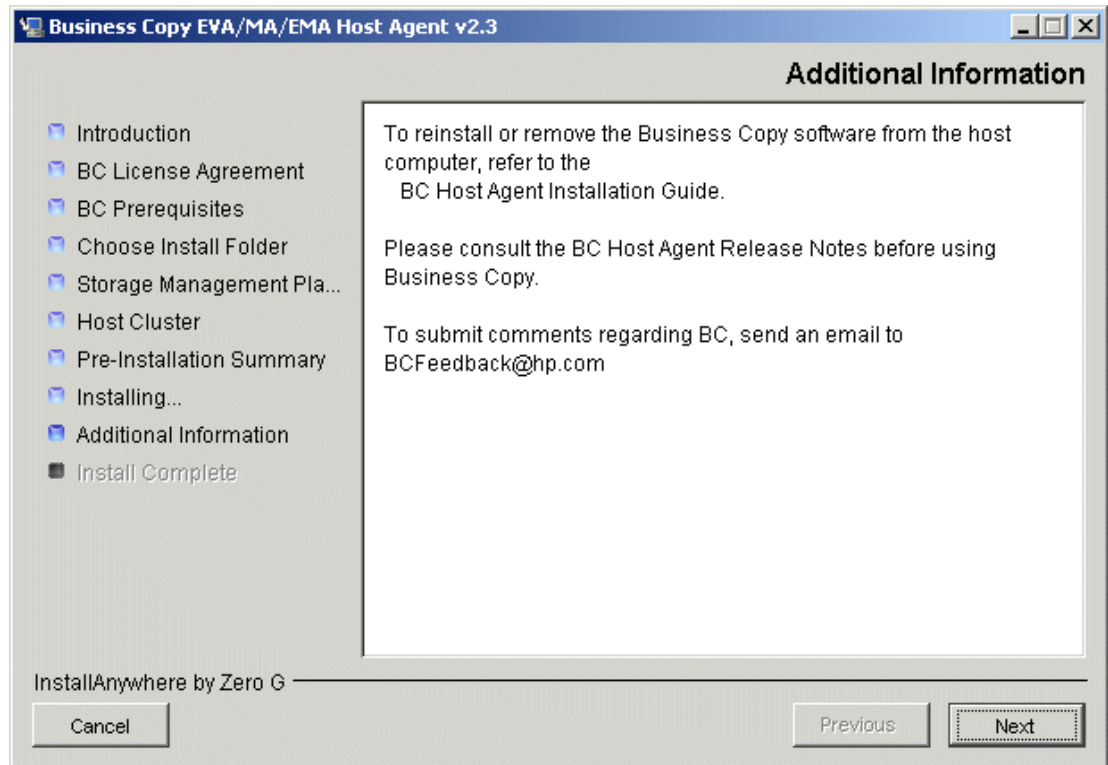 Business Copy EVA/MA/EMA Host Agent v2.3
Additional Information
Introduction
BC License Agreement
BC Prerequisites
Choose Install Folder
Storage Management Pla...
Host Cluster
Pre-Installation Summary
Installing...
Additional Information
Install Complete
To reinstall or remove the Business Copy software from the host
computer, refer to the
BC Host Agent Installation Guide.
Please consult the BC Host Agent Release Notes before using
Business Copy.
To submit comments regarding BC, send an email to
BCFeedback@hp.com
InstallAnywhere by Zero G
Cancel
Previous
Next